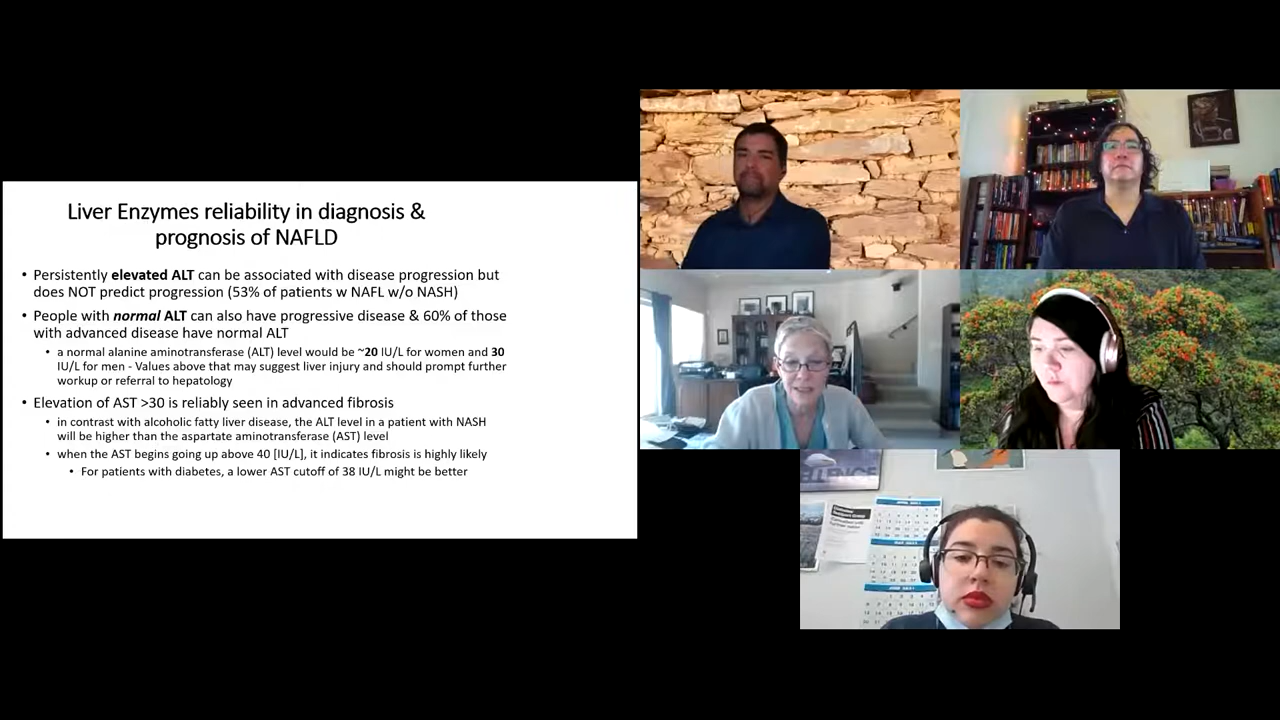 Liver Enzymes reliability in diagnosis &
prognosis of NAFLD
• Persistently elevated ALT can be associated with disease progression but
does NOT predict progression (53% of patients w NAFL w/o NASH)
• People with normal ALT can also have progressive disease & 60% of those
with advanced disease have normal ALT
• a normal alanine aminotransferase (ALT) level would be ~20 IU/L for women and 30
IU/L for men - Values above that may suggest liver injury and should prompt further
workup or referral to hepatology
• Elevation of AST >30 is reliably seen in advanced fibrosis
• in contrast with alcoholic fatty liver disease, the ALT level in a patient with NASH
will be higher than the aspartate aminotransferase (AST) level
• when the AST begins going up above 40 [IU/L], it indicates fibrosis is highly likely
• For patients with diabetes, a lower AST cutoff of 38 IU/L might be better